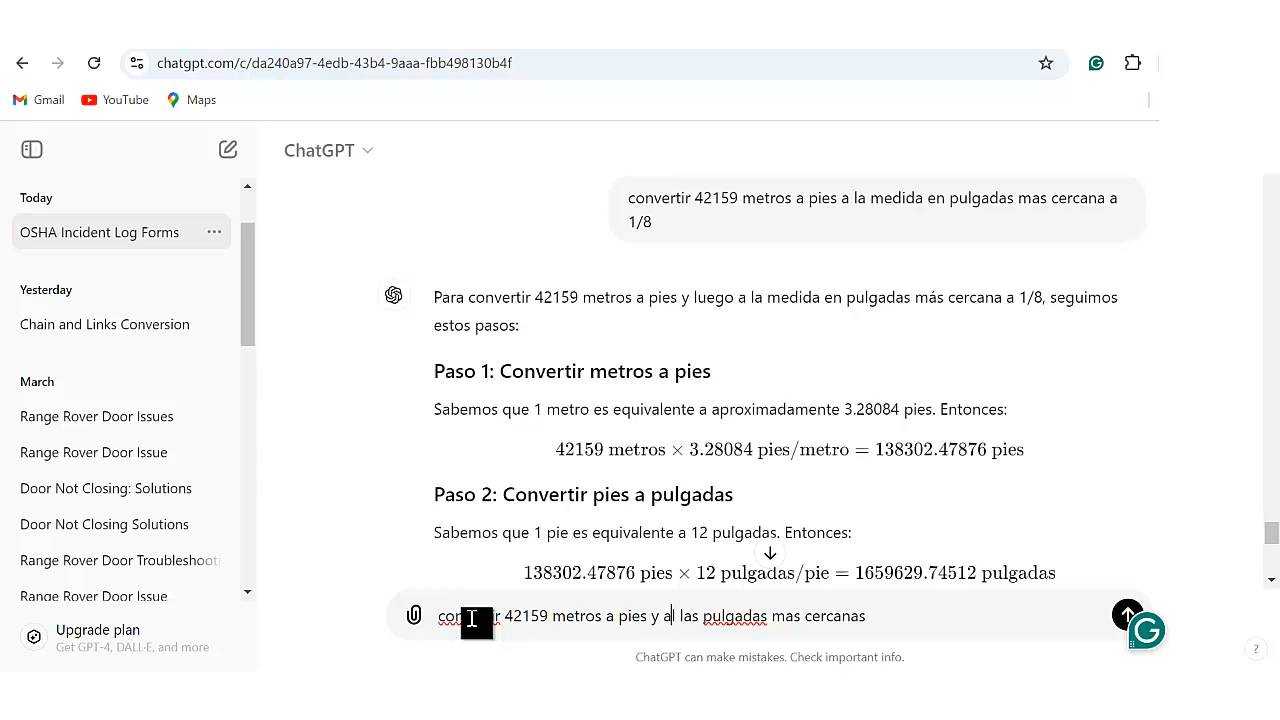 chatgpt.com/c/da240a97-4edb-43b4-9aaa-fbb498130b4f
Gmail YouTube Maps
ChatGPT
Today
OSHA Incident Log Forms
Yesterday
Chain and Links Conversion
March
Range Rover Door Issues
Range Rover Door Issue
Door Not Closing: Solutions
Door Not Closing Solutions
Range Rover Door Troubleshooti
Range Rover Door Issue
Upgrade plan
Get GPT-4, DALL·E, and more
convertir 42159 metros a pies a la medida en pulgadas mas cercana a
1/8
Para convertir 42159 metros a pies y luego a la medida en pulgadas más cercana a 1/8, seguimos
estos pasos:
Paso 1: Convertir metros a pies
Sabemos que 1 metro es equivalente a aproximadamente 3.28084 pies. Entonces:
42159 metros × 3.28084 pies/metro = 138302.47876 pies
Paso 2: Convertir pies a pulgadas
Sabemos que 1 pie es equivalente a 12 pulgadas. Entonces:
138302.47876 pies × 12 pulgadas/pie = 1659629.74512 pulgadas
42159 metros a pies y al las pulgadas mas cercanas
ChatGPT can make mistakes. Check important info.
?